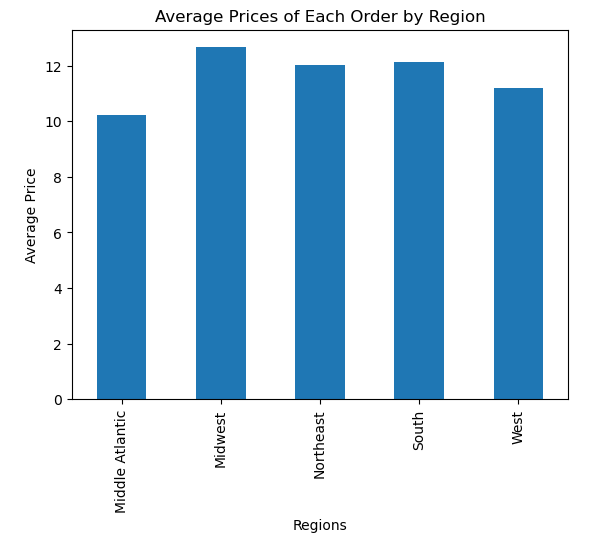 Average Prices of Each Order by Region
Average Price
12
10
8
6
4
2
0
Middle Atlantic
Midwest
Northeast
South
West
Regions